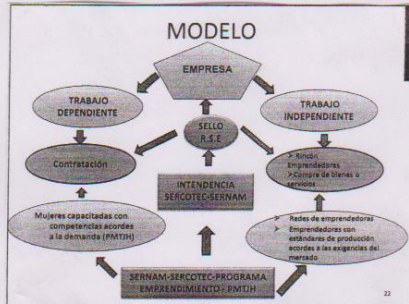 MODELO
EMPRESA
TRABAJO
DEPENDIENTE
TRABAJO
INDEPENDIENTE
SELLO
R.S.E
Contratación
➤ Rincón
Emprendedores
➤ Compra de bienes o
servicios
INTENDENCIA
SERCOTEC-SERNAM
Mujeres capacitadas con
competencias acordes
a la demanda (PMTJH)
➤ Redes de emprendedoras
➤ Emprendedoras con
estándares de producción
acordes a las exigencias del
mercado
SERNAM-SERCOTEC-PROGRAMA
EMPRENDIMIENTO- PMTJH
22